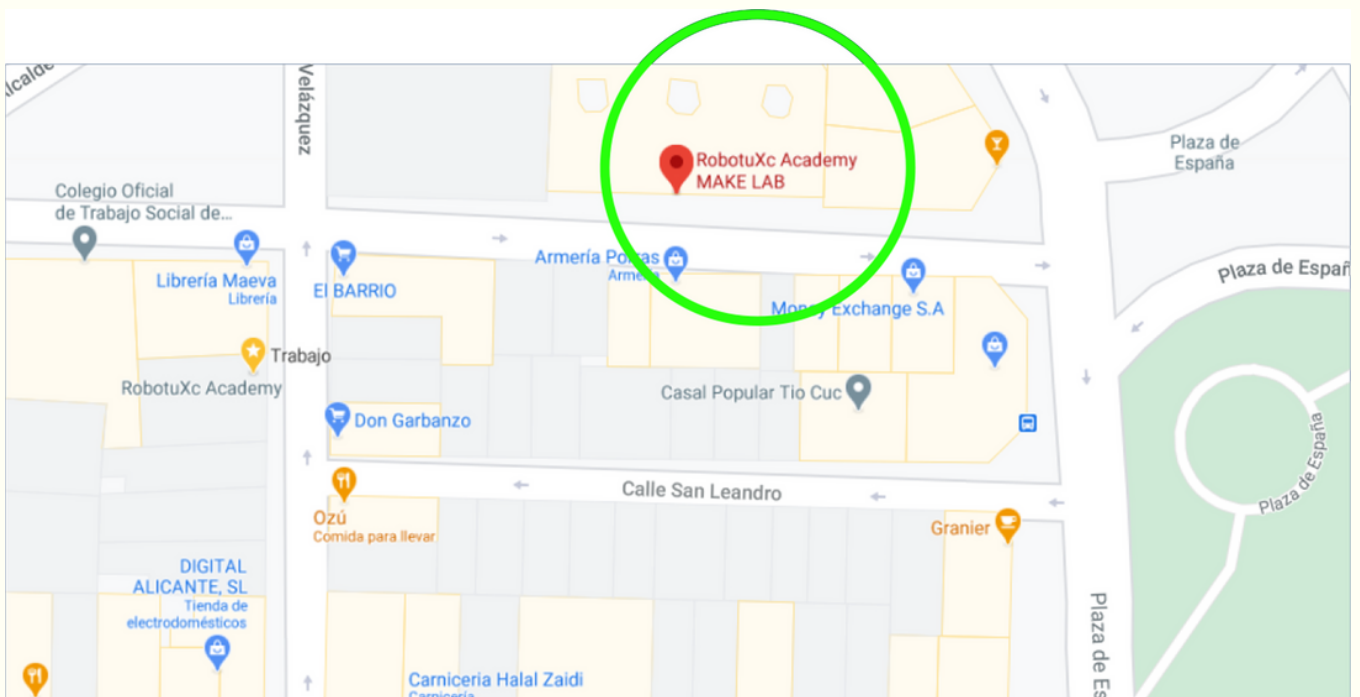 Velázquez
RobotuXc Academy
MAKE LAB
Plaza de
España
Colegio Oficial
de Trabajo Social de...
Librería Maeva
Librería
El BARRIO
Armería Porras
Armería
Money Exchange S.A
Plaza de Españ
Trabajo
RobotuXc Academy
Don Garbanzo
Casal Popular Tio Cuc
Plaza de España
Calle San Leandro
Ozú
Comida para llevar
Granier
DIGITAL
ALICANTE, SL
Tienda de
electrodomésticos
Plaza de Es
Carniceria Halal Zaidi
Carnicería